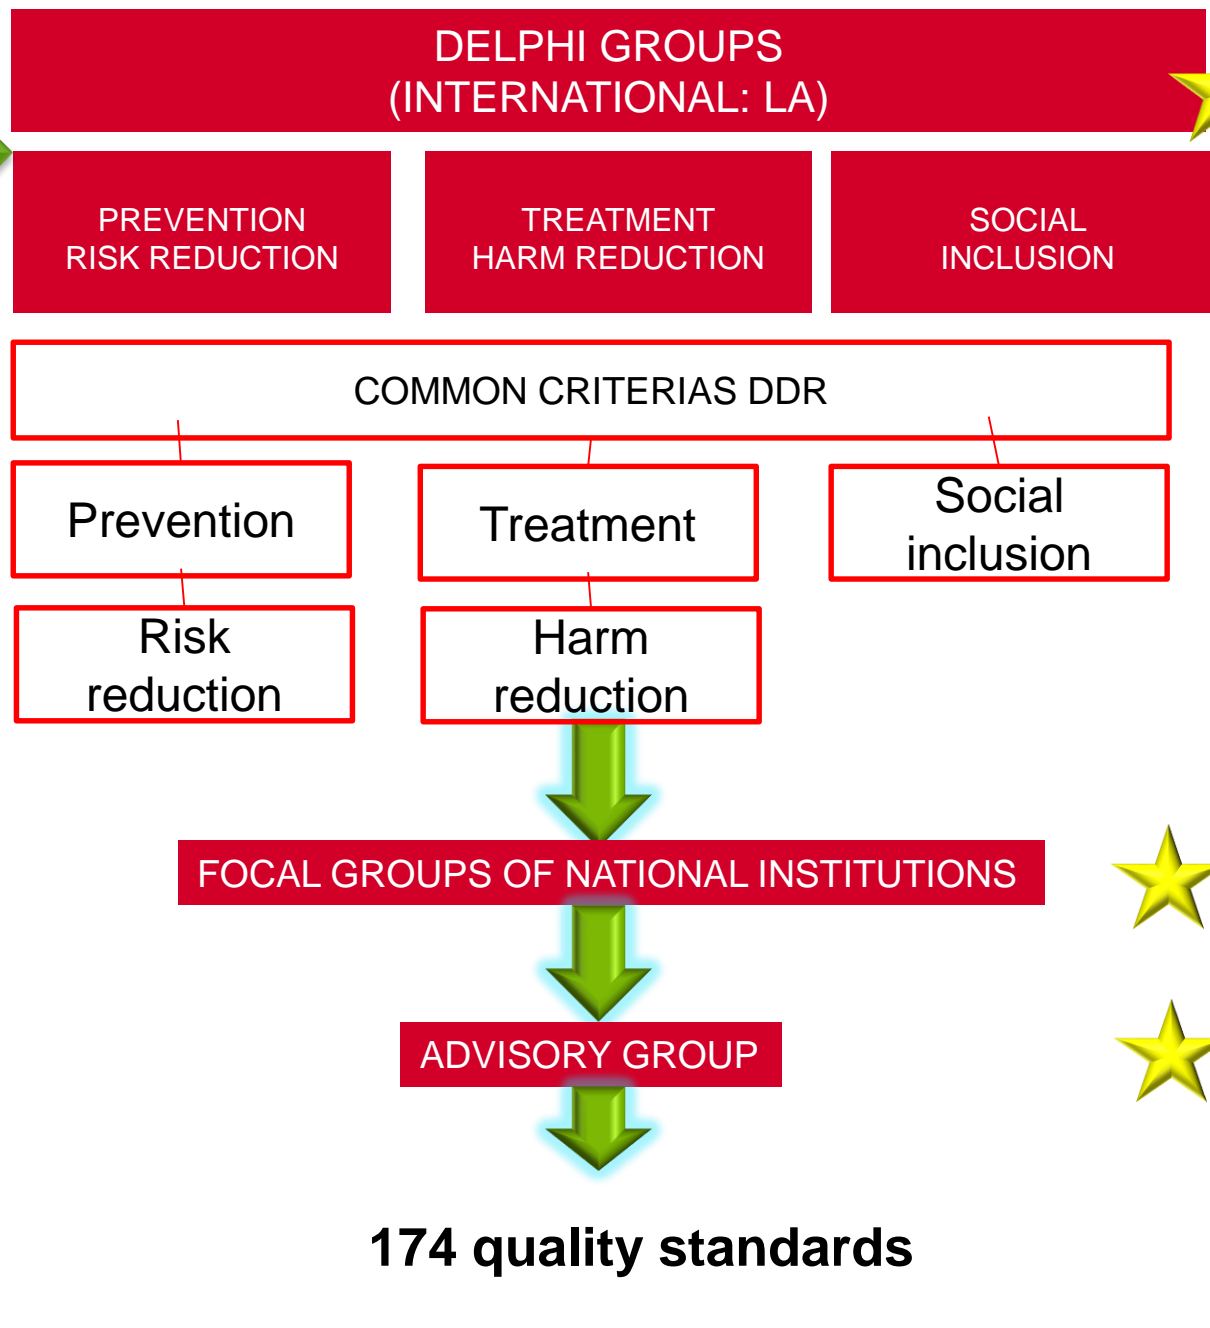 DELPHI GROUPS
(INTERNATIONAL: LA)
PREVENTION
RISK REDUCTION
TREATMENT
HARM REDUCTION
SOCIAL
INCLUSION
COMMON CRITERIAS DDR
Prevention
Treatment
Social
inclusion
Risk
reduction
Harm
reduction
FOCAL GROUPS OF NATIONAL INSTITUTIONS
ADVISORY GROUP
174 quality standards